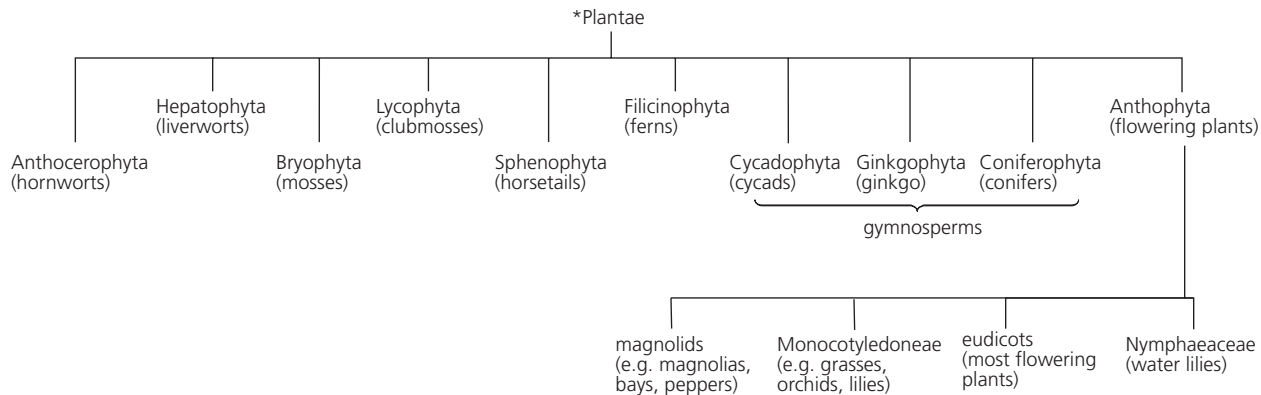 *Plantae
Hepatophyta
(liverworts)
Lycophyta
(clubmosses)
Filicinophyta
(ferns)
Anthophyta
(flowering plants)
Anthocerophyta
(hornworts)
Bryophyta
(mosses)
Sphenophyta
(horsetails)
Cycadophyta
(cycads)
Ginkgophyta
(ginkgo)
Coniferophyta
(conifers)
gymnosperms
magnolids
(e.g. magnolias,
bays, peppers)
Monocotyledoneae
(e.g. grasses,
orchids, lilies)
eudicots
(most flowering
plants)
Nymphaeaceae
(water lilies)